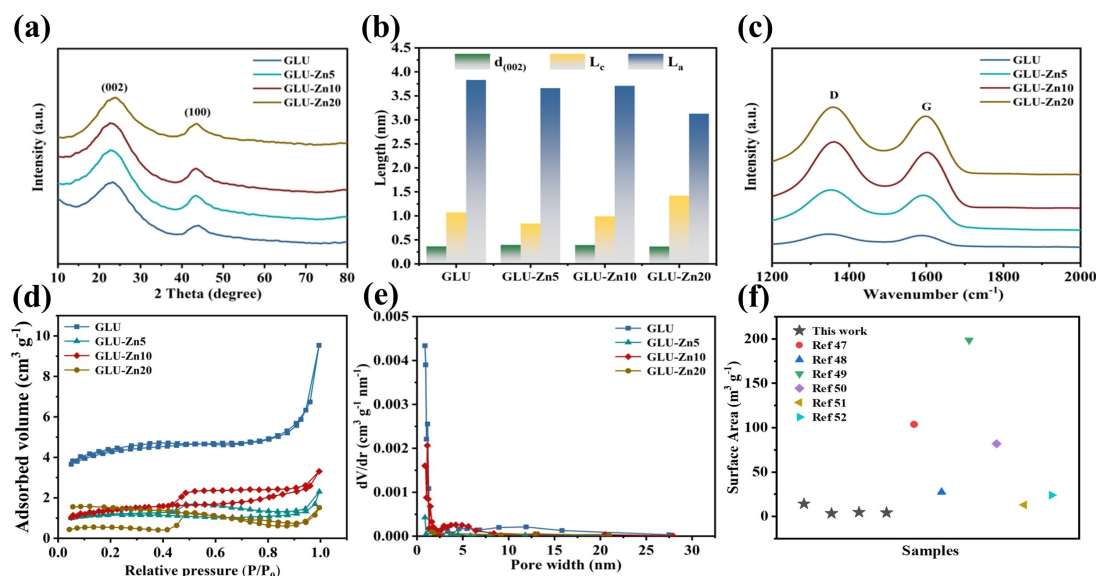 (a)
GLU
GLU-Zn5
GLU-Zn10
GLU-Zn20
(002)
(100)
Intensity (a.u.)
10 20 30 40 50 60 70 80
2 Theta (degree)
(b)
d(002) Lc La
4.5
4.0
3.5
3.0
2.5
2.0
1.5
1.0
0.5
0.0
Length (nm)
GLU GLU-Zn5 GLU-Zn10 GLU-Zn20
(c)
GLU
GLU-Zn5
GLU-Zn10
GLU-Zn20
D G
Intensity (a.u.)
1200 1400 1600 1800 2000
Wavenumber (cm-1)
(d)
GLU
GLU-Zn5
GLU-Zn10
GLU-Zn20
10
8
6
4
2
0
Adsorbed volume (cm3 g-1)
0.0 0.2 0.4 0.6 0.8 1.0
Relative pressure (P/P0)
(e)
GLU
GLU-Zn5
GLU-Zn10
GLU-Zn20
0.005
0.004
0.003
0.002
0.001
0.000
dV/dr (cm3 g-1 nm-1)
0 5 10 15 20 25 30
Pore width (nm)
(f)
This work
Ref 47
Ref 48
Ref 49
Ref 50
Ref 51
Ref 52
200
150
100
50
0
Surface Area (m3 g-1)
Samples